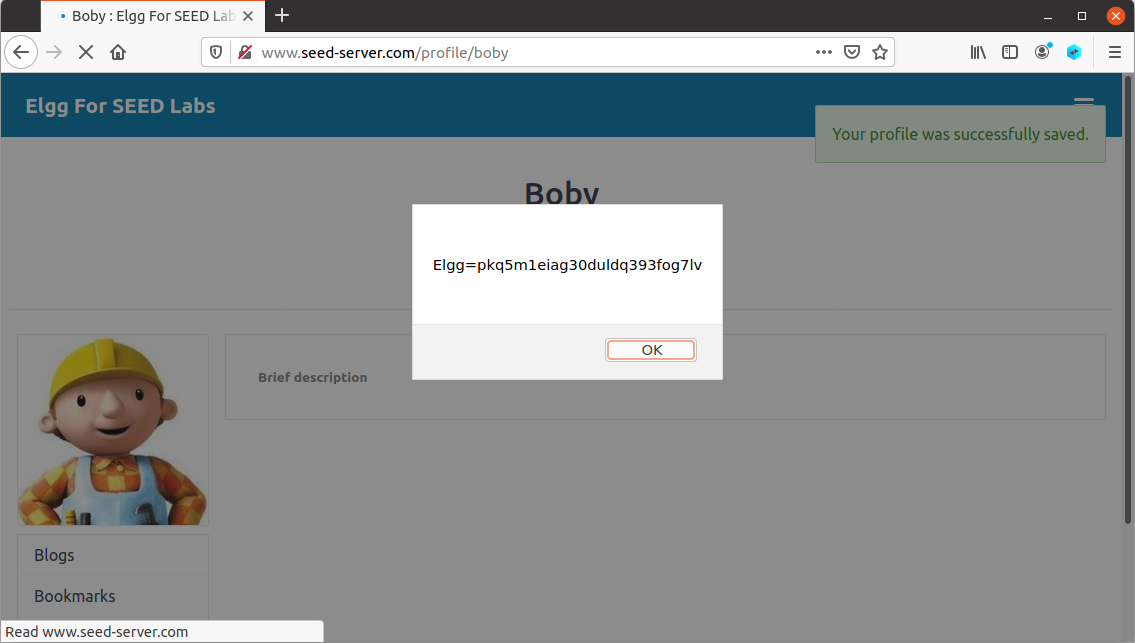 Boby : Elgg For SEED Lab
www.seed-server.com/profile/boby
Elgg For SEED Labs
Your profile was successfully saved.
Boby
Elgg=pkq5m1eiag30duldq393fog7lv
OK
Brief description
Blogs
Bookmarks
Read www.seed-server.com